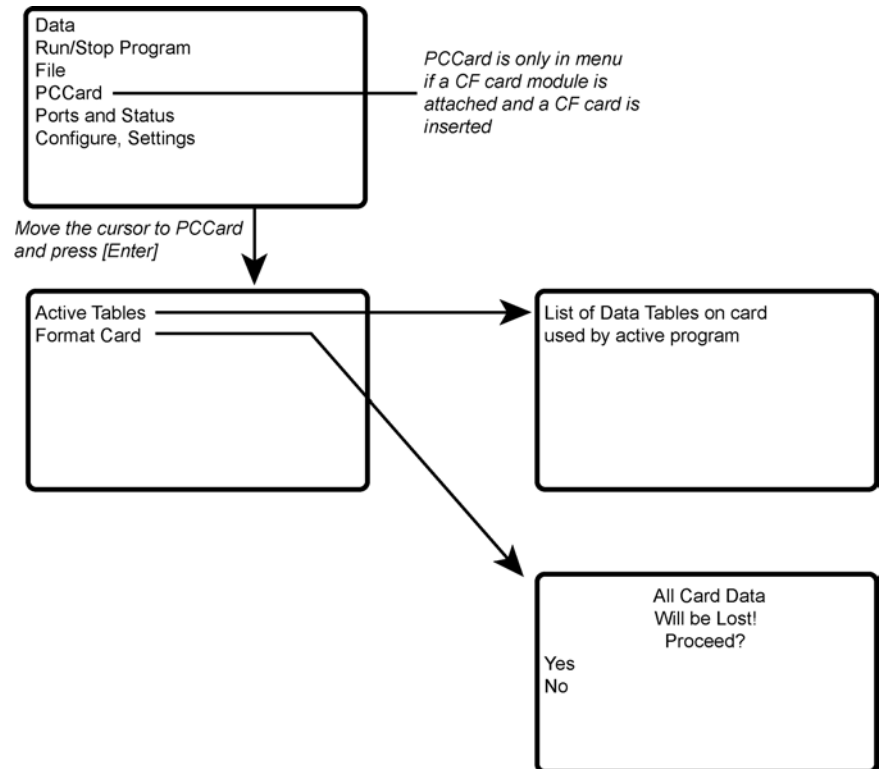 Data
Run/Stop Program
File
PCCard
Ports and Status
Configure, Settings
PCCard is only in menu
if a CF card module is
attached and a CF card is
inserted
Move the cursor to PCCard
and press [Enter]
Active Tables
Format Card
List of Data Tables on card
used by active program
All Card Data
Will be Lost!
Proceed?
Yes
No